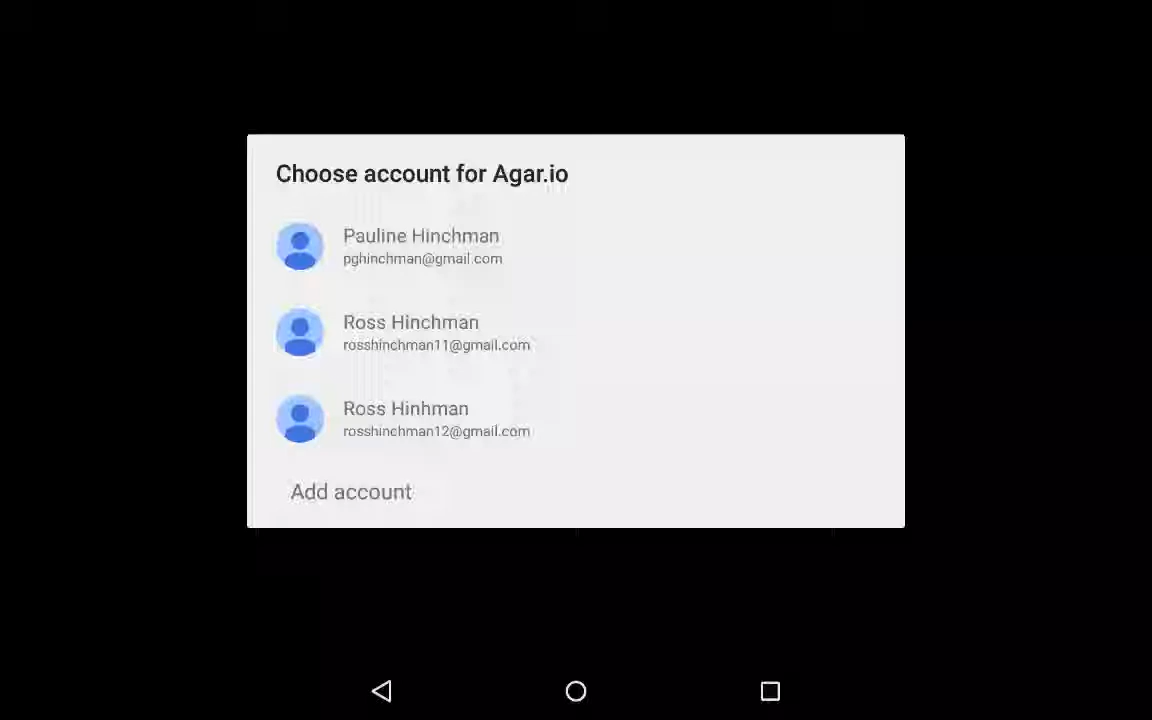 Choose account for Agar.io
Pauline Hinchman
pghinchman@gmail.com
Ross Hinchman
rosshinchman11@gmail.com
Ross Hinhman
rosshinchman12@gmail.com
Add account